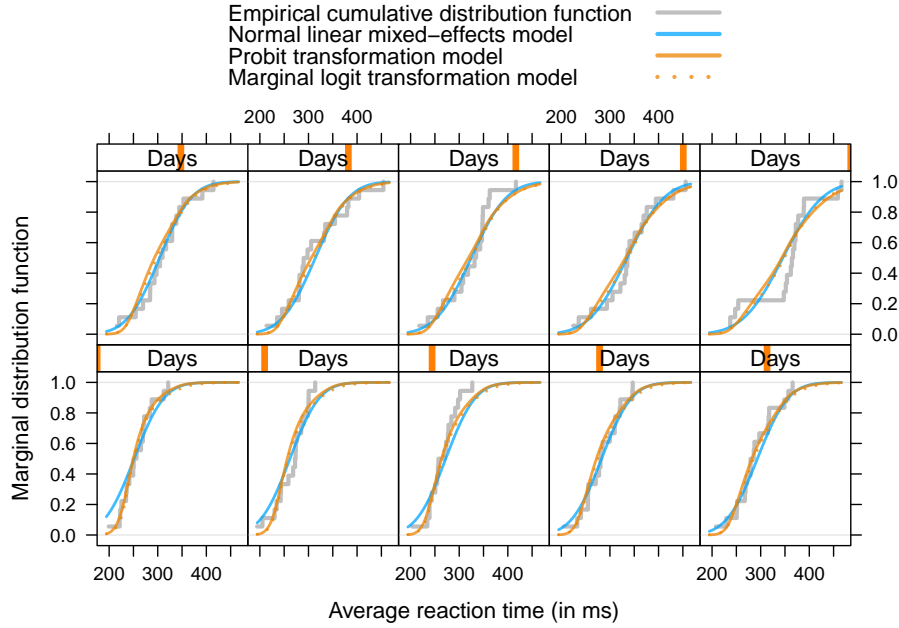 Empirical cumulative distribution function
Normal linear mixed−effects model
Probit transformation model
Marginal logit transformation model
200 300 400 200 300 400
Days Days Days Days Days
1.0
0.8
0.6
0.4
0.2
0.0
Marginal distribution function
Days Days Days Days Days
1.0
0.8
0.6
0.4
0.2
0.0
200 300 400 200 300 400 200 300 400
Average reaction time (in ms)